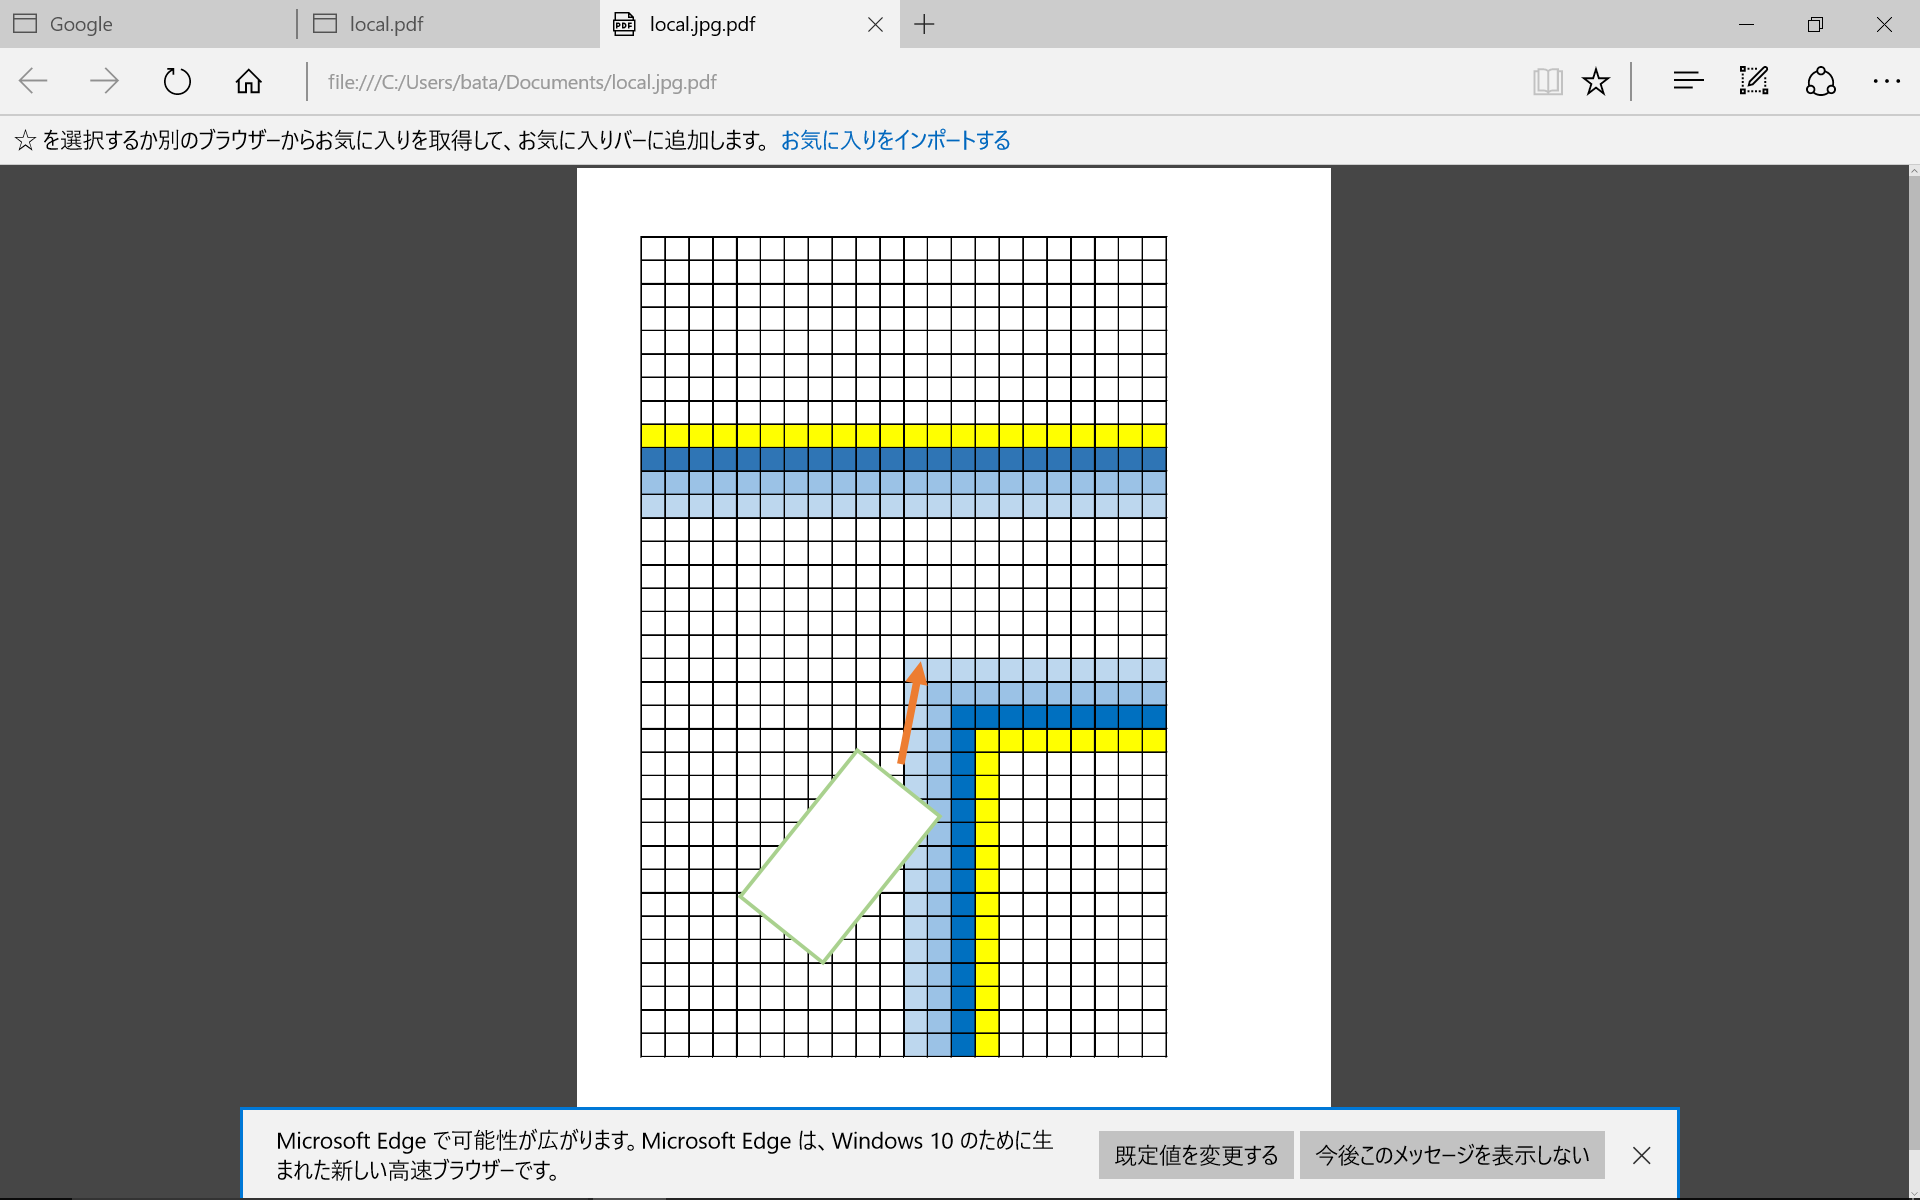 Google
local.pdf
PDF
local.jpg.pdf
file:///C:/Users/bata/Documents/local.jpg.pdf
☆ を選択するか別のブラウザーからお気に入りを取得して、お気に入りバーに追加します。 お気に入りをインポートする
Microsoft Edge で可能性が広がります。Microsoft Edge は、Windows 10 のために生
まれた新しい高速ブラウザーです。
既定値を変更する
今後このメッセージを表示しない